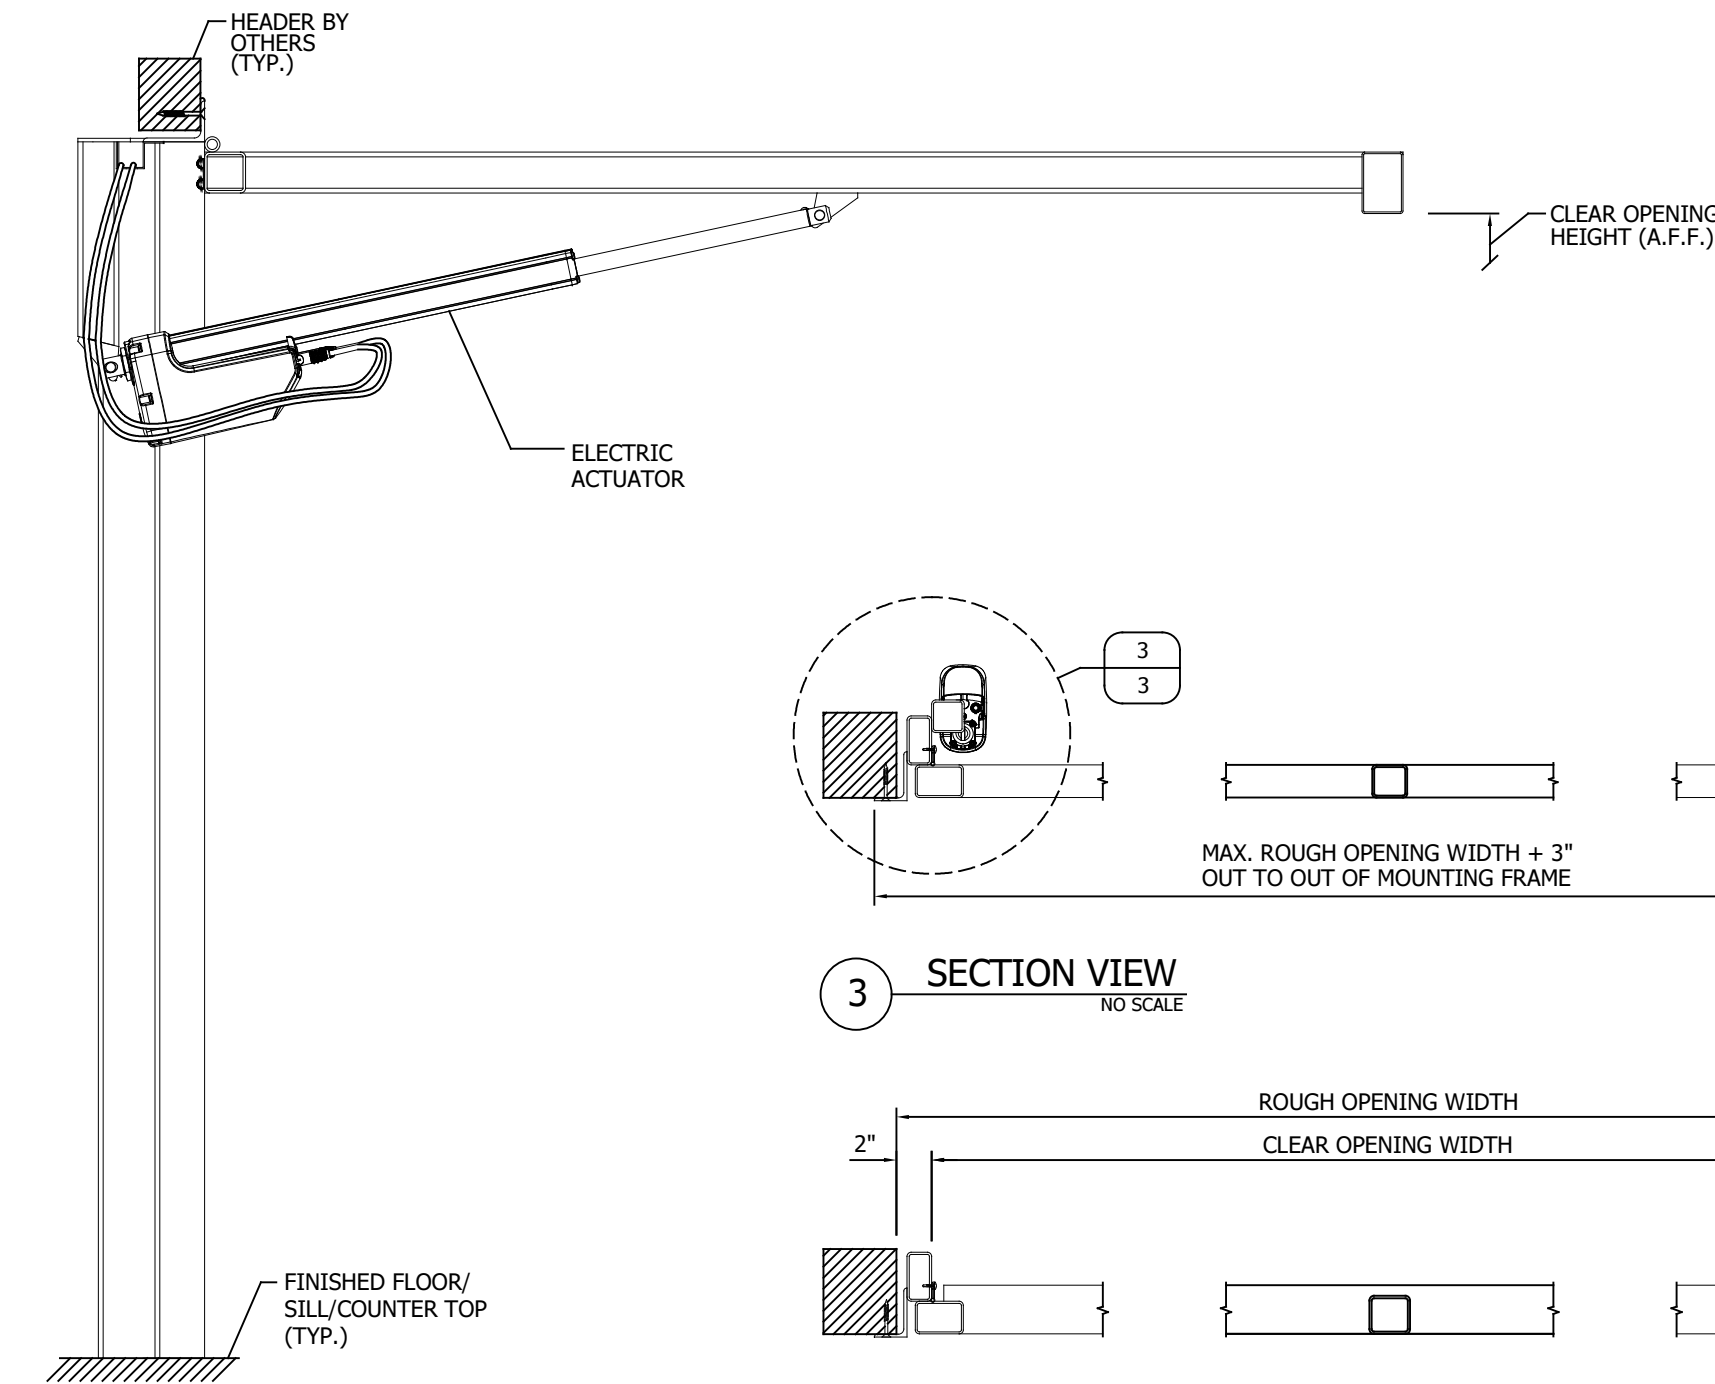 HEADER BY
OTHERS
(TYP.)
CLEAR OPENING
HEIGHT (A.F.F.)
ELECTRIC
ACTUATOR
3
3
MAX. ROUGH OPENING WIDTH + 3"
OUT TO OUT OF MOUNTING FRAME
3
SECTION VIEW
NO SCALE
ROUGH OPENING WIDTH
2"
CLEAR OPENING WIDTH
FINISHED FLOOR/
SILL/COUNTER TOP
(TYP.)